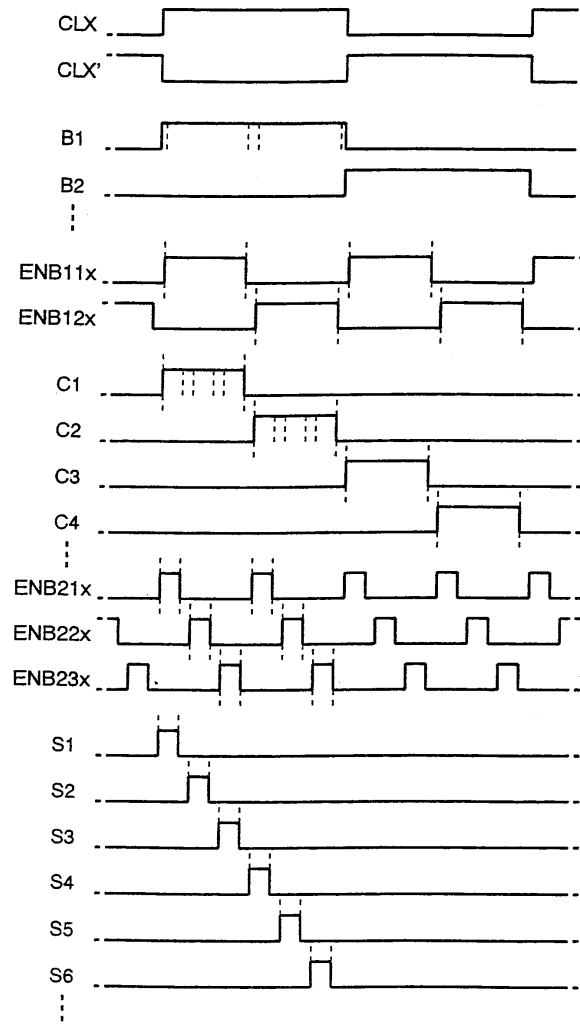 CLX
CLX'
B1
B2
ENB11x
ENB12x
C1
C2
C3
C4
ENB21x
ENB22x
ENB23x
S1
S2
S3
S4
S5
S6